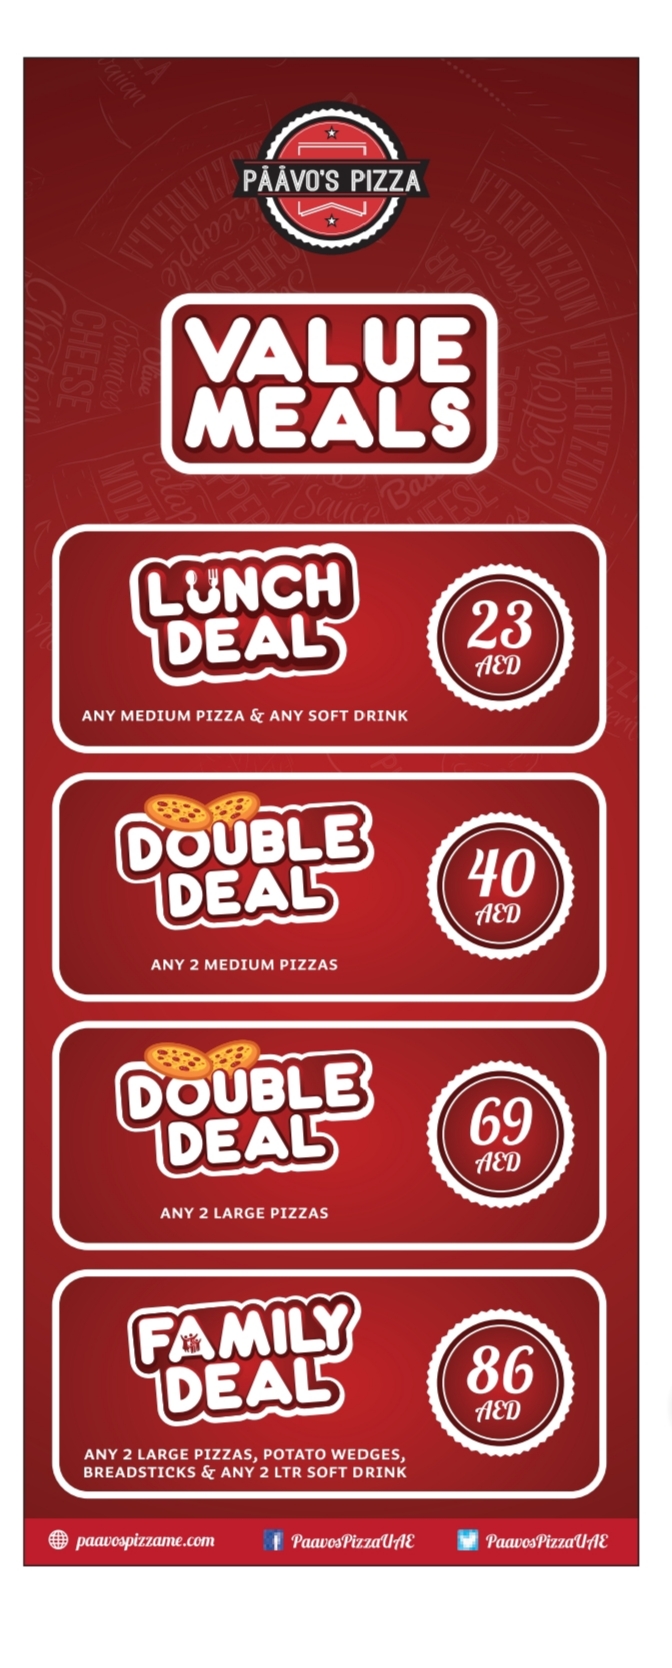 PÅÅVO'S PIZZA
VALUE
MEALS
LUNCH
DEAL
23
AED
ANY MEDIUM PIZZA & ANY SOFT DRINK
DOUBLE
DEAL
40
AED
ANY 2 MEDIUM PIZZAS
DOUBLE
DEAL
69
AED
ANY 2 LARGE PIZZAS
FAMILY
DEAL
86
AED
ANY 2 LARGE PIZZAS, POTATO WEDGES,
BREADSTICKS & ANY 2 LTR SOFT DRINK
paavospizzame.com
PaavosPizzaUAE
PaavosPizzaUAE